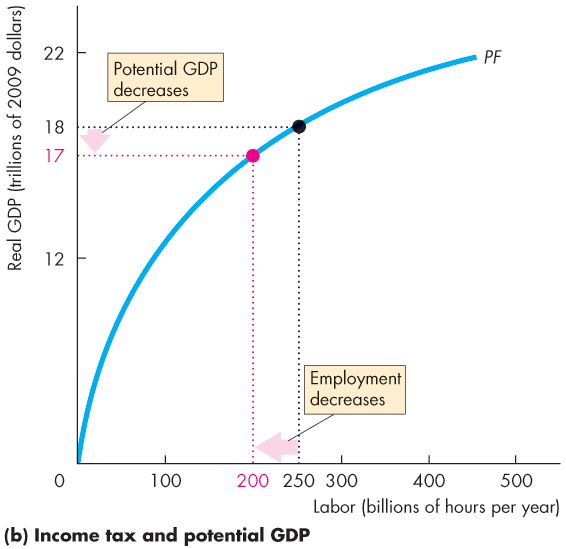 Real GDP (trillions of 2009 dollars)
22
18
17
12
0
Potential GDP
decreases
PF
Employment
decreases
100
200
250
300
400
500
Labor (billions of hours per year)
(b) Income tax and potential GDP